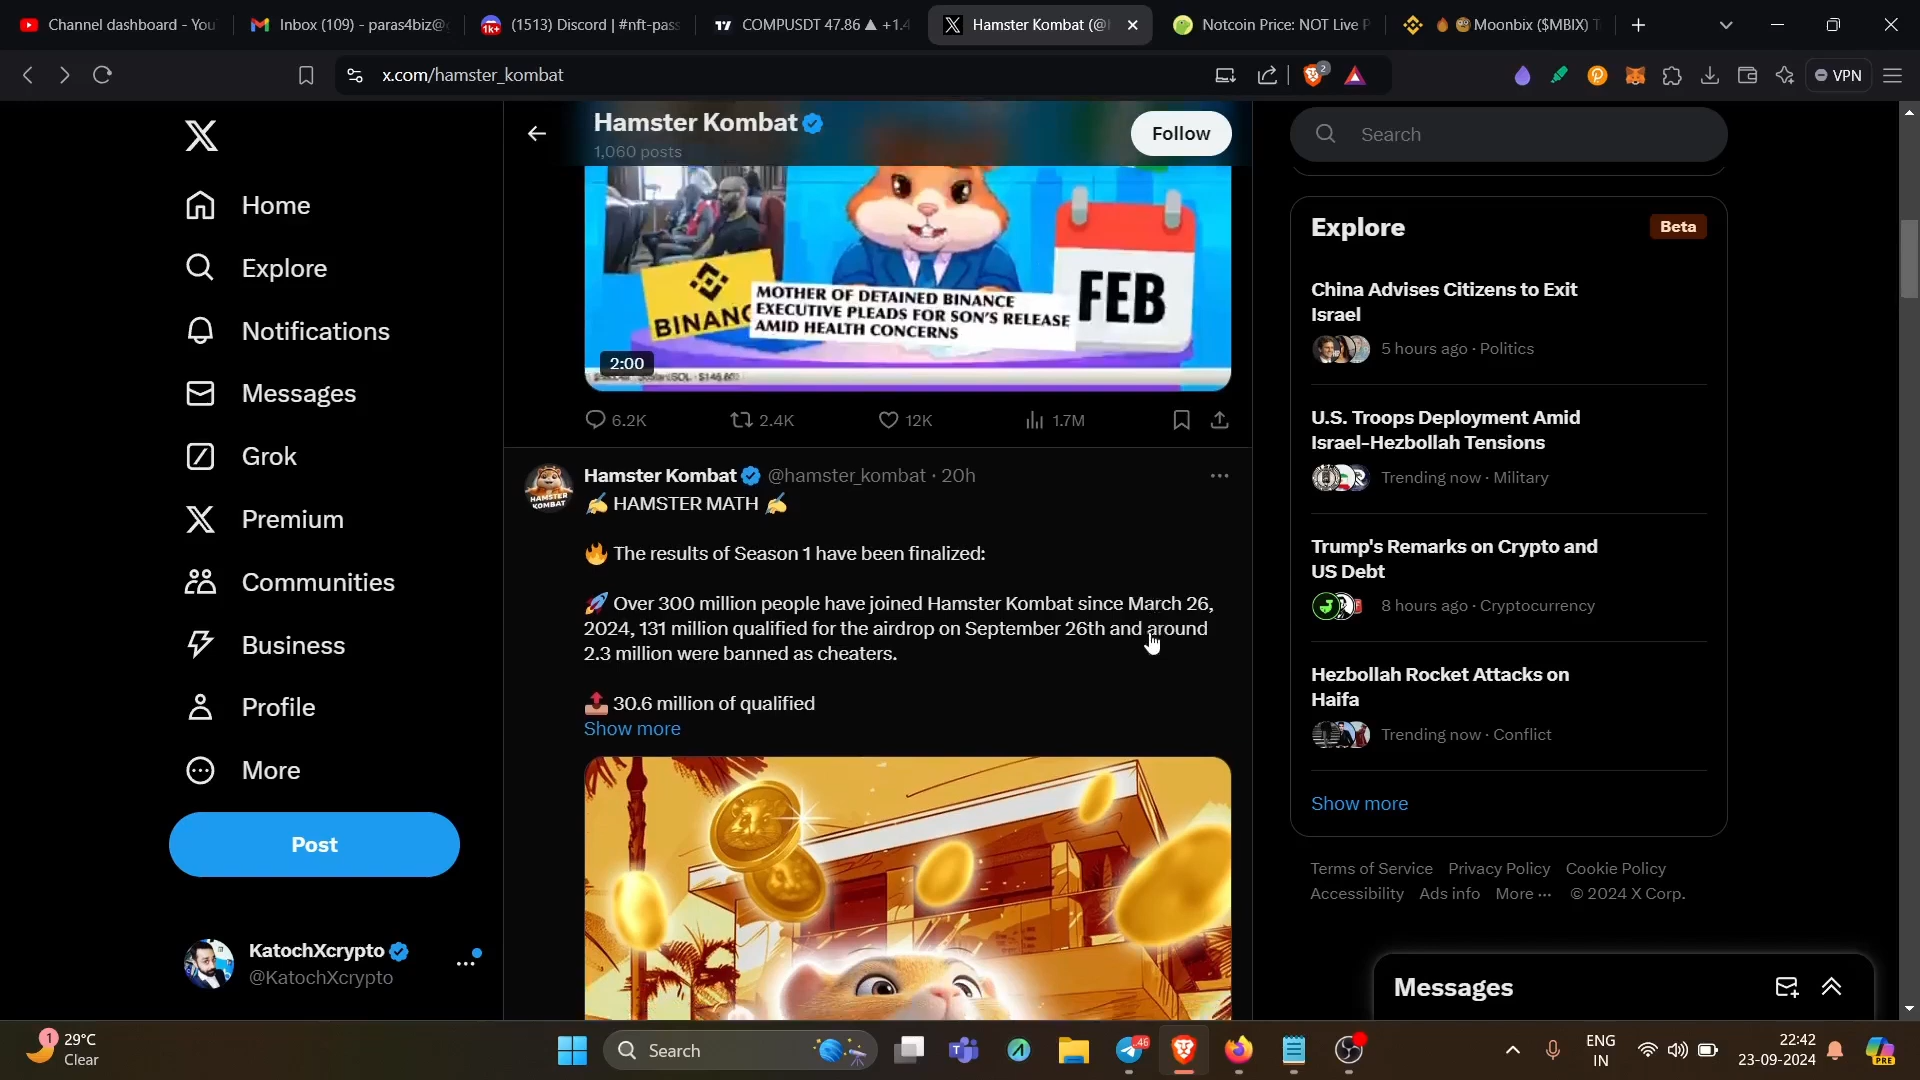 Channel dashboard - You
Inbox (109) - paras4biz@g
(1513) Discord | #nft-pass
COMPUSDT 47.86 ▲ +1.4
Hamster Kombat (@
Notcoin Price: NOT Live P
Moonbix ($MBIX) T
x.com/hamster_kombat
2
VPN
Home
Explore
Notifications
Messages
Grok
Premium
Communities
Business
Profile
More
Post
KatochXcrypto
@KatochXcrypto
Hamster Kombat
1,060 posts
Follow
BINANC
MOTHER OF DETAINED BINANCE
EXECUTIVE PLEADS FOR SON'S RELEASE
AMID HEALTH CONCERNS
FEB
2:00
6.2K
2.4K
12K
1.7M
Hamster Kombat @hamster_kombat · 20h
✍️ HAMSTER MATH ✍️
🔥 The results of Season 1 have been finalized:
🚀 Over 300 million people have joined Hamster Kombat since March 26,
2024, 131 million qualified for the airdrop on September 26th and around
2.3 million were banned as cheaters.
📤 30.6 million of qualified
Show more
HAMSTER
KOMBAT
Search
Explore
Beta
China Advises Citizens to Exit
Israel
5 hours ago · Politics
U.S. Troops Deployment Amid
Israel-Hezbollah Tensions
Trending now · Military
Trump's Remarks on Crypto and
US Debt
8 hours ago · Cryptocurrency
Hezbollah Rocket Attacks on
Haifa
Trending now · Conflict
Show more
Terms of Service Privacy Policy Cookie Policy
Accessibility Ads info More ··· © 2024 X Corp.
Messages
1
29°C
Clear
Search
.46
ENG
IN
22:42
23-09-2024
PRE